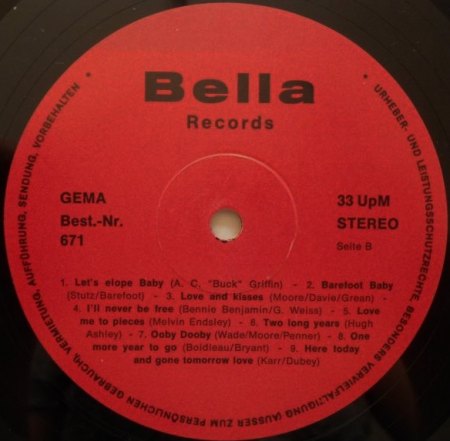 Bella
Records
GEMA
Best.-Nr.
671
33 UpM
STEREO
Seite B
1. Let's elope Baby (A. C. "Buck" Griffin) - 2. Barefoot Baby
(Stutz/Barefoot) - 3. Love and kisses (Moore/Davie/Grean) -
4. I'll never be free (Bennie Benjamin/G. Weiss) - 5. Love
me to pieces (Melvin Endsley) - 6. Two long years (Hugh
Ashley) - 7. Ooby Dooby (Wade/Moore/Penner) - 8. One
more year to go (Boidleau/Bryant) - 9. Here today
and gone tomorrow love (Karr/Dubey)
* URHEBER- UND LEISTUNGSSCHUTZRECHTE, BESONDERS VERVIELFÄLTIGUNG (AUSSER ZUM PERSÖNLICHEN GEBRAUCH), VERMIETUNG, AUFFÜHRUNG, SENDUNG, VORBEHALTEN *